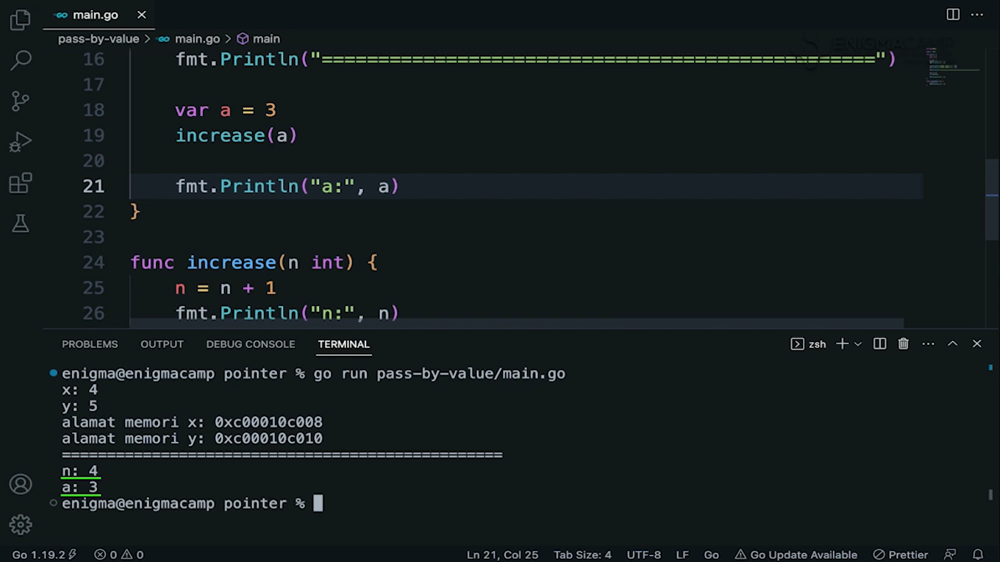 main.go
ENIGMACAMP
pass-by-value > main.go > main
16 fmt.Println("=================================================")
17
18 var a = 3
19 increase(a)
20
21 fmt.Println("a:", a)
22 }
23
24 func increase(n int) {
25 n = n + 1
26 fmt.Println("n:", n)
PROBLEMS OUTPUT DEBUG CONSOLE TERMINAL zsh
enigma@enigmacamp pointer % go run pass-by-value/main.go
x: 4
y: 5
alamat memori x: 0xc00010c008
alamat memori y: 0xc00010c010
=================================================
n: 4
a: 3
enigma@enigmacamp pointer %
Go 1.19.2 0 0 Ln 21, Col 25 Tab Size: 4 UTF-8 LF Go Go Update Available Prettier